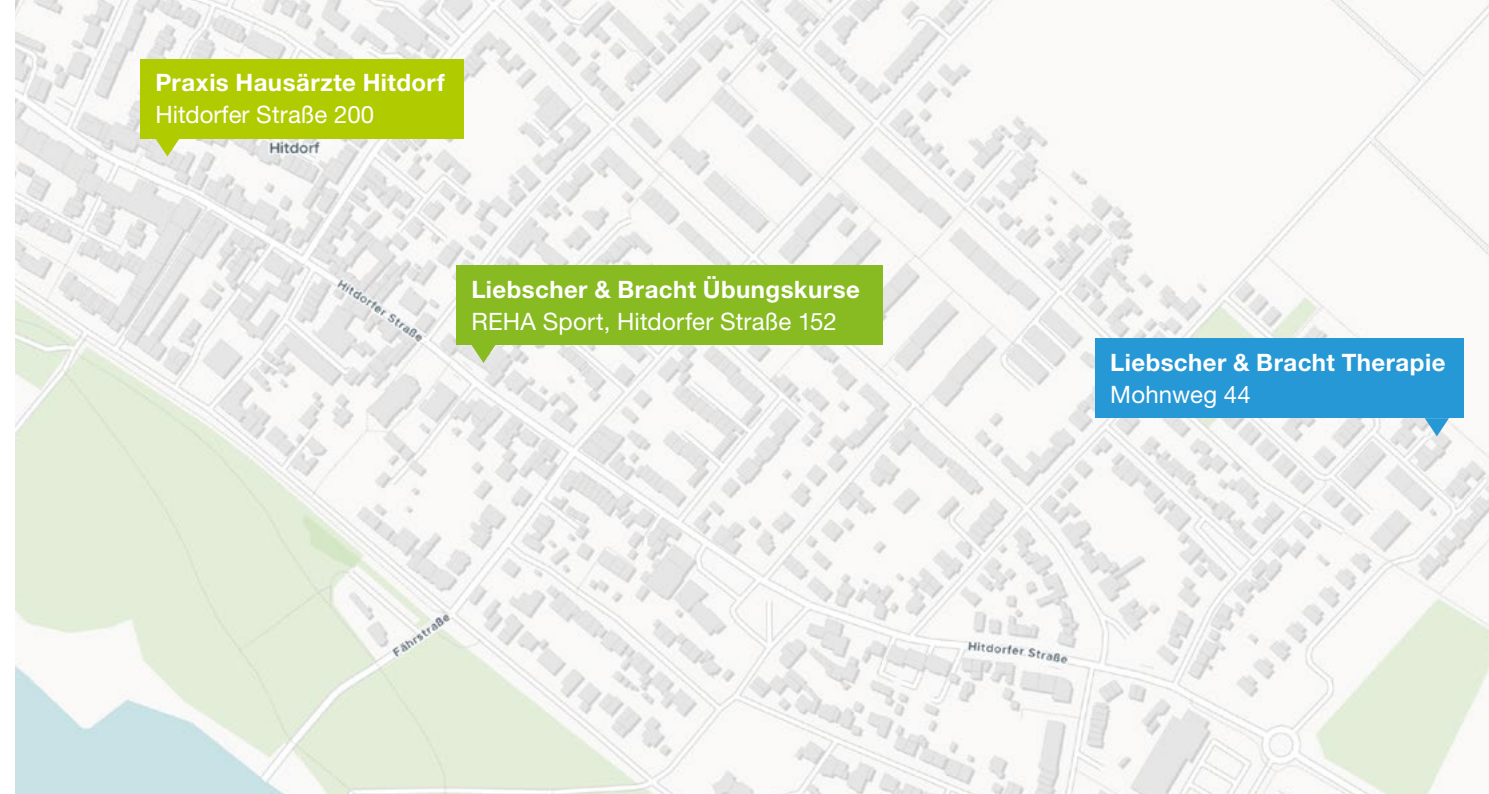 Praxis Hausärzte Hitdorf
Hitdorfer Straße 200
Hitdorf
Hitdorfer Straße
Liebscher & Bracht Übungskurse
REHA Sport, Hitdorfer Straße 152
Liebscher & Bracht Therapie
Mohnweg 44
Fährstraße
Hitdorfer Straße